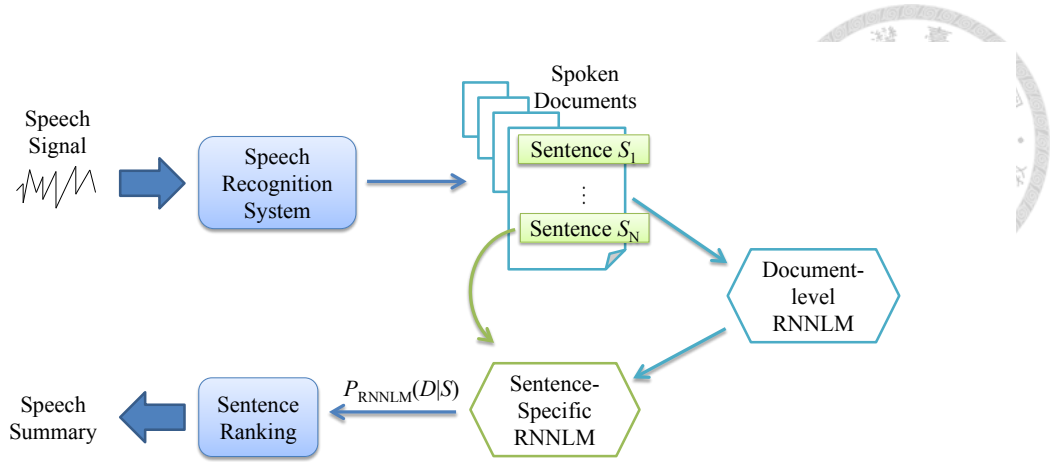 Spoken
Documents
Speech
Signal
Speech
Recognition
System
Sentence S1
⋮
Sentence SN
Document-
level
RNNLM
Speech
Summary
Sentence
Ranking
PRNNLM(D|S)
Sentence-
Specific
RNNLM